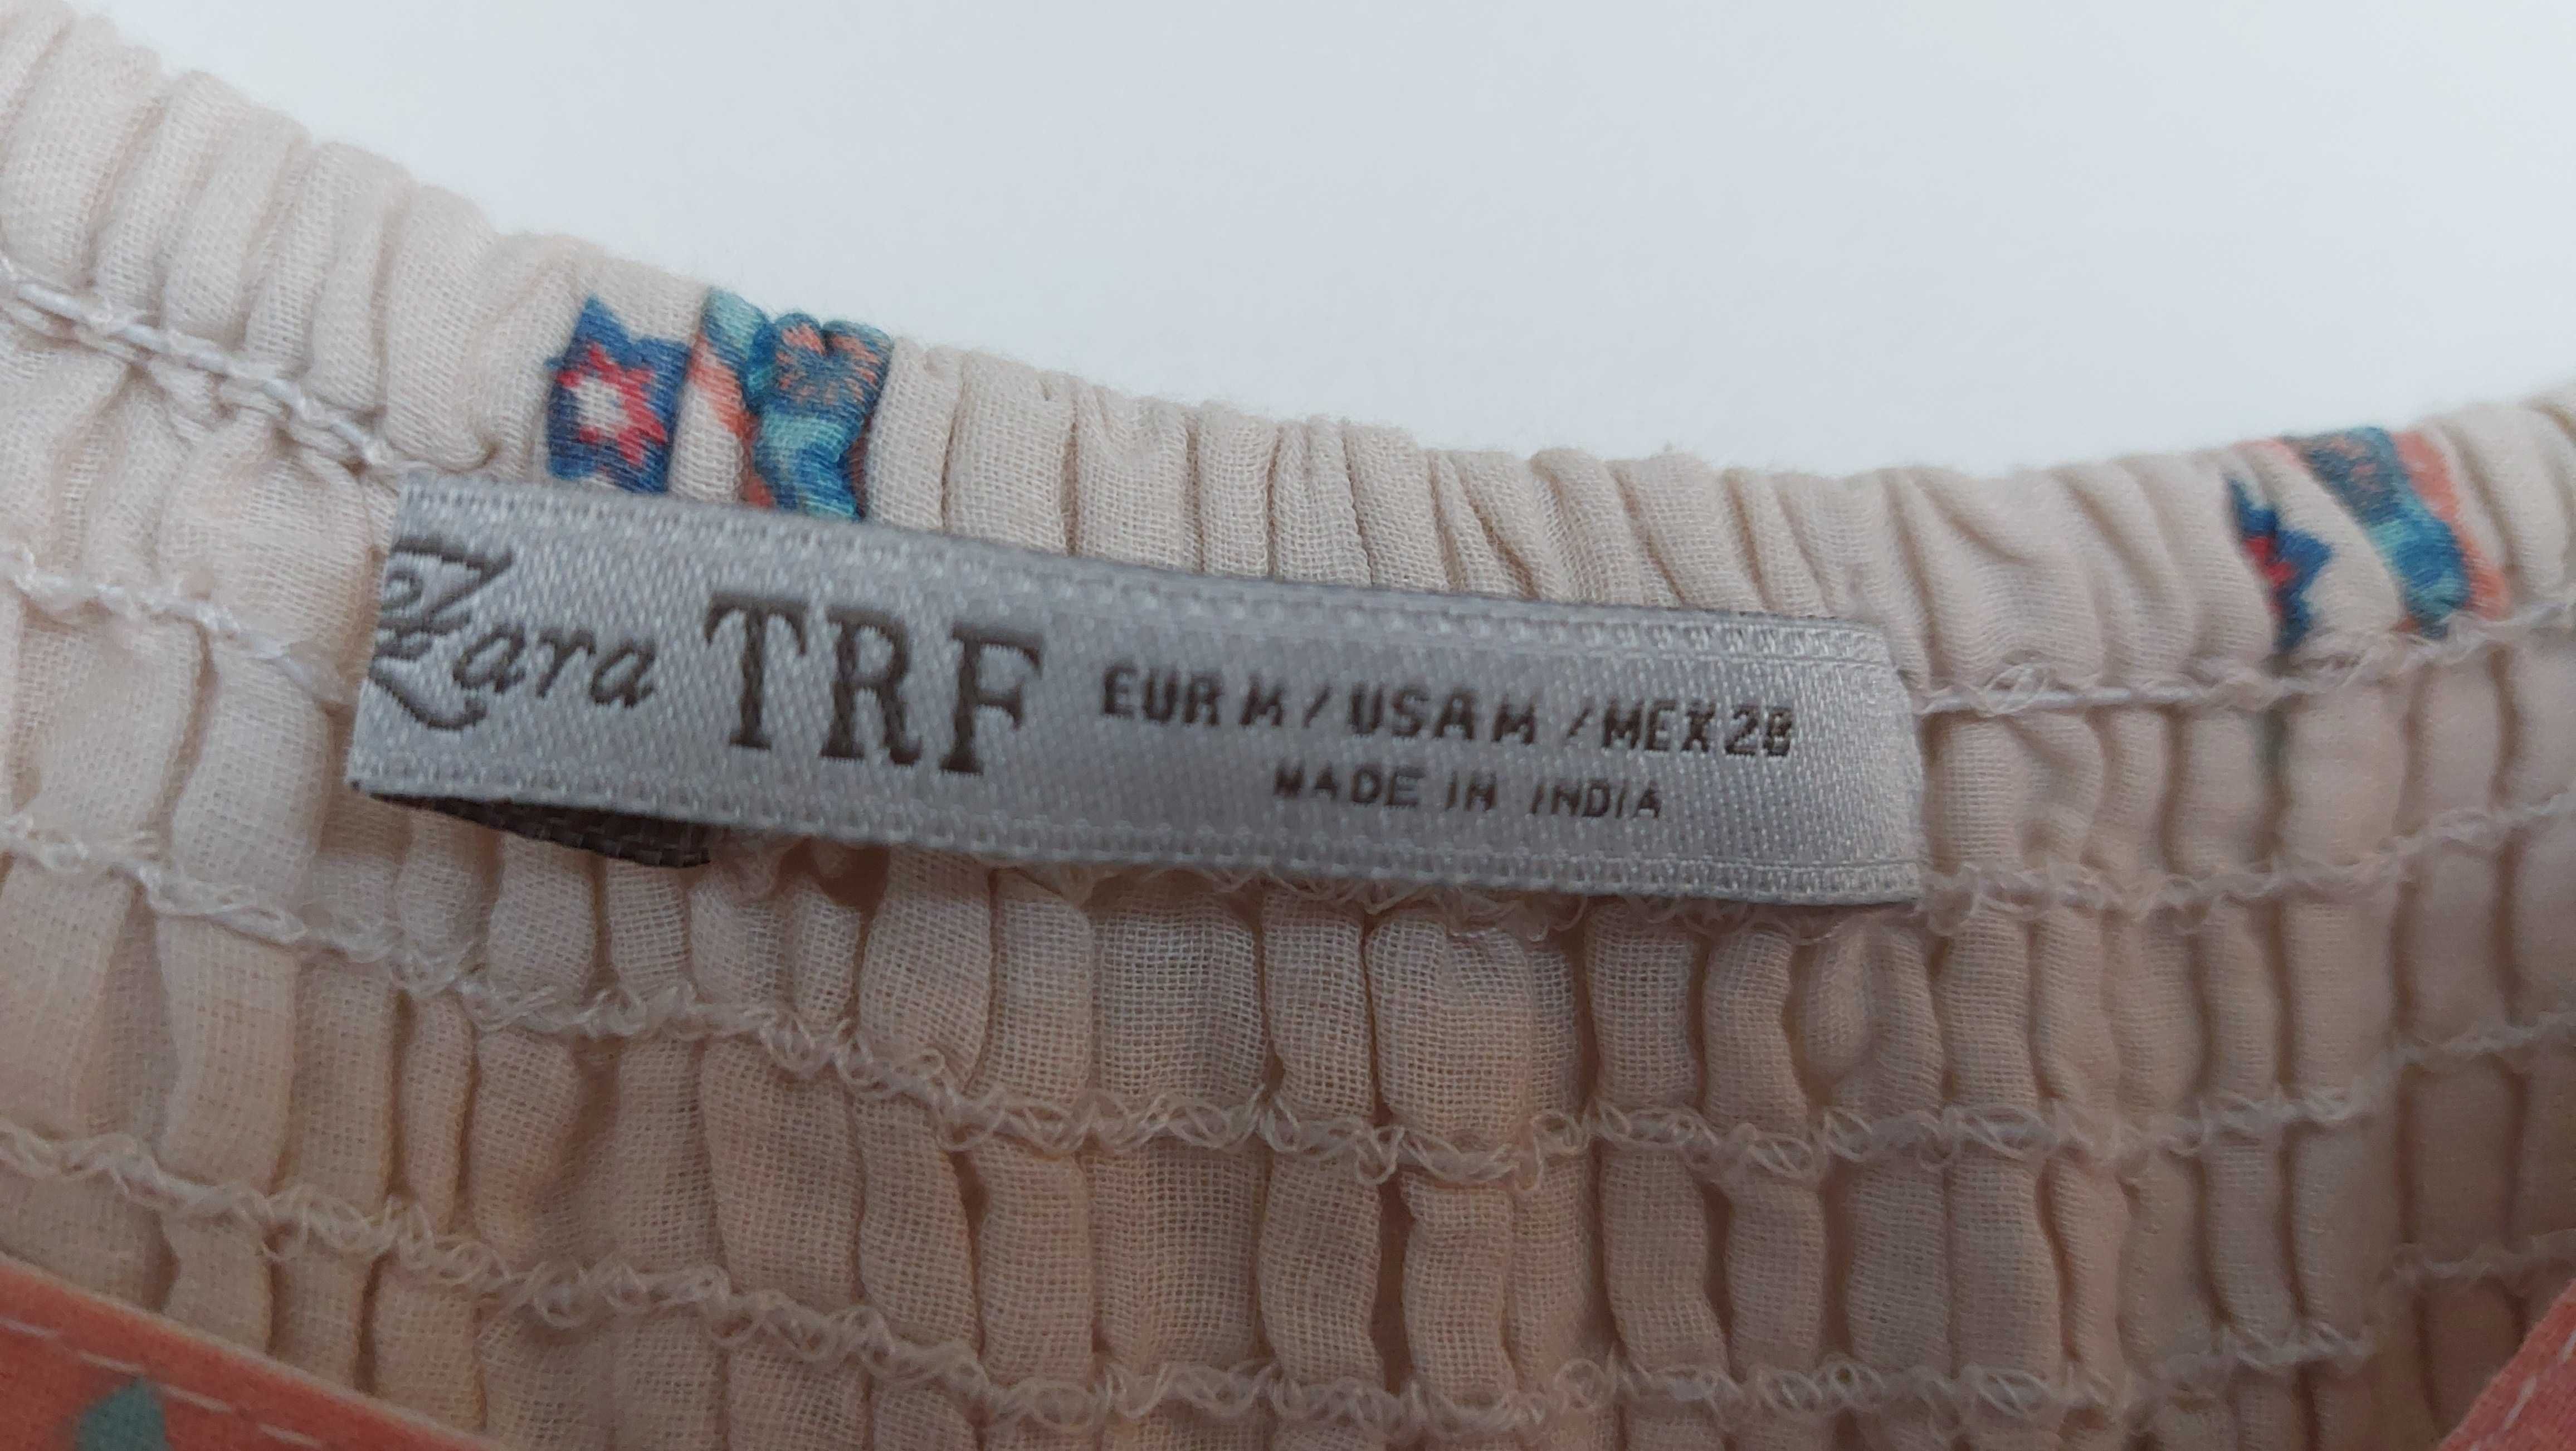 Zara TRF EUR M / USA M / MEX 28
MADE IN INDIA